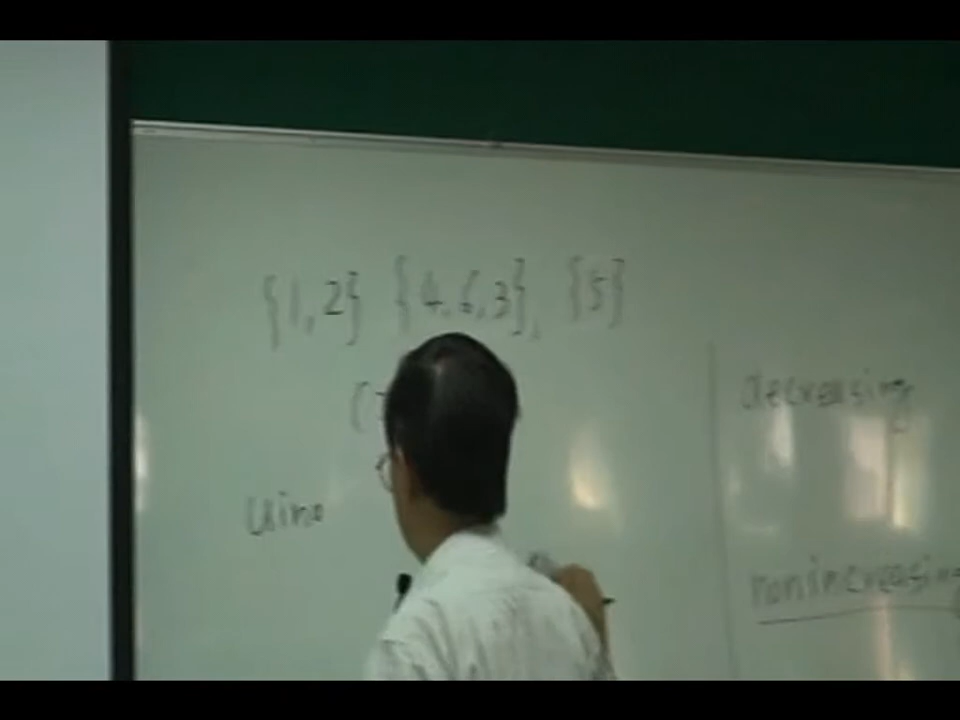 {1,2} {4,6,3}, {5}
decreasing
nonincreasing